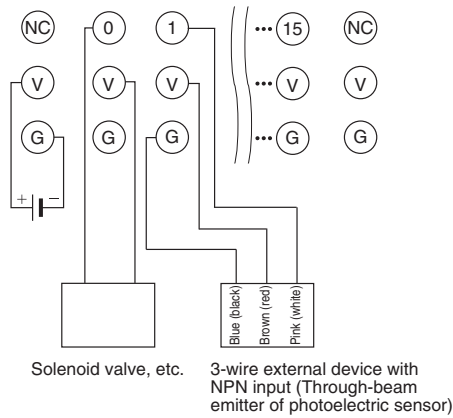 NC 0 1 ••• 15 NC
V V V ••• V V
G G G ••• G G
+ −
Blue (black)
Brown (red)
Pink (white)
Solenoid valve, etc.
3-wire external device with
NPN input (Through-beam
emitter of photoelectric sensor)